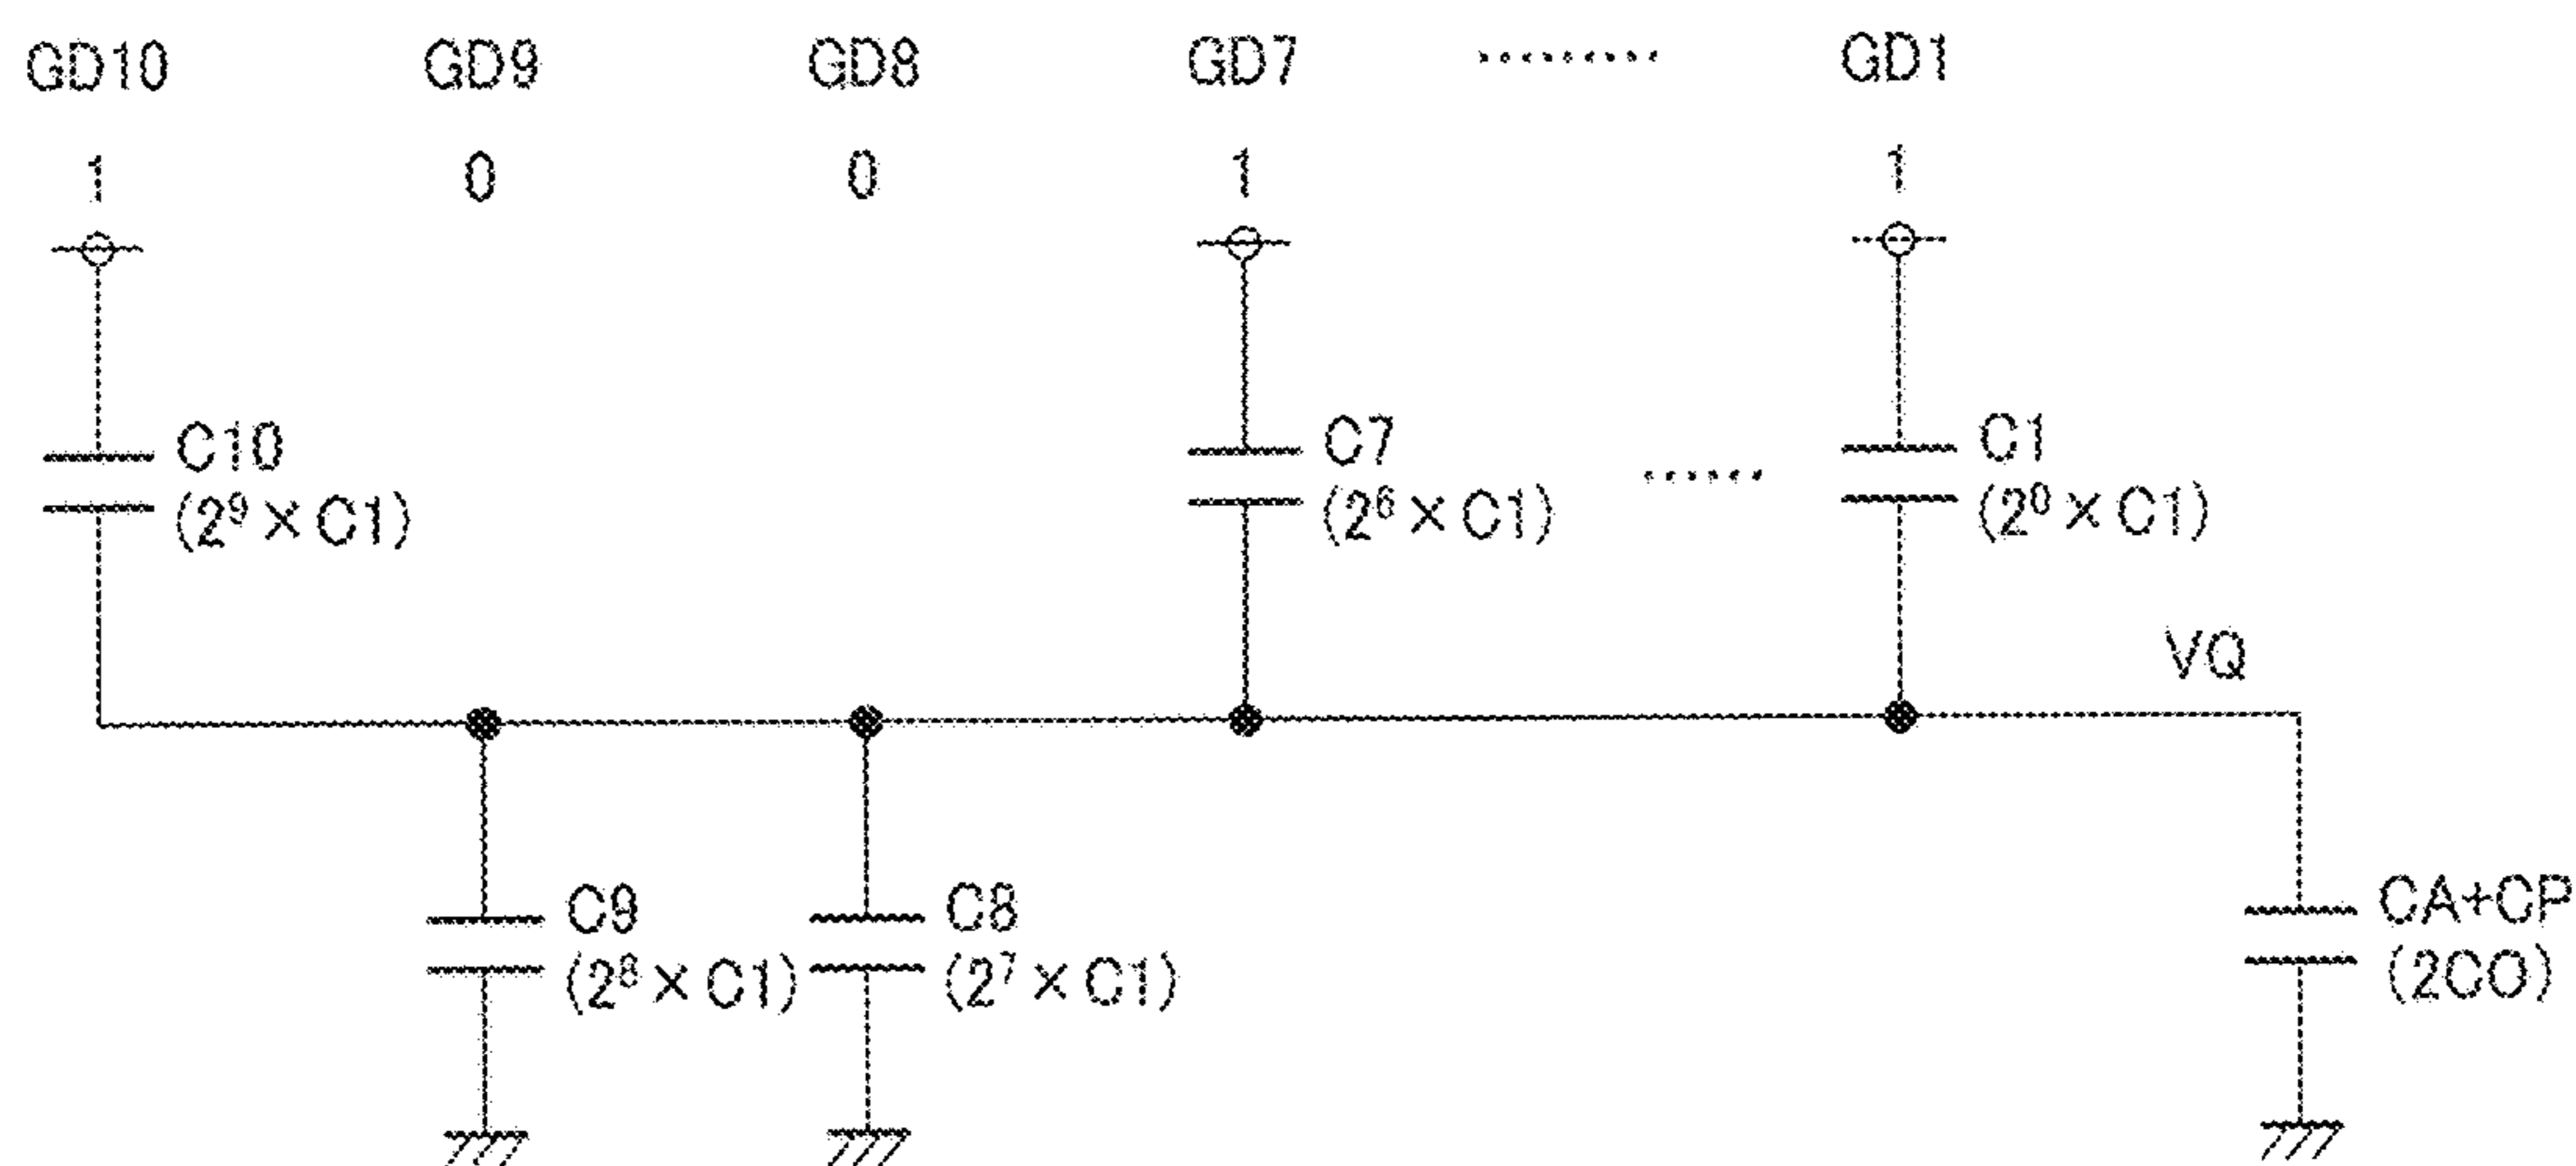 GD10 GD9 GD8 GD7 ········· GD1
1 0 0 1 1
C10
(2⁹×C1)
C7
(2⁶×C1)
······
C1
(2⁰×C1)
VQ
C9
(2⁸×C1)
C8
(2⁷×C1)
CA+CP
(2CO)